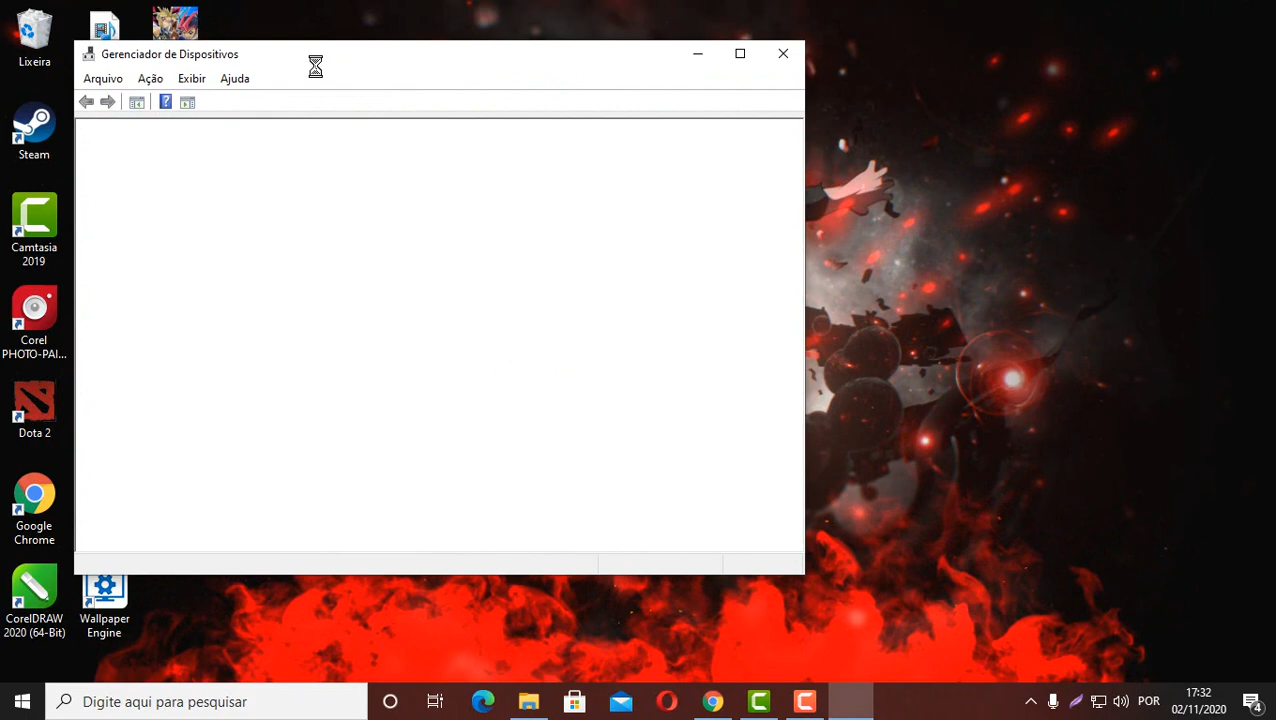 Gerenciador de Dispositivos
Arquivo Ação Exibir Ajuda
Lixeira
Steam
Camtasia
2019
Corel
PHOTO-PAI...
Dota 2
Google
Chrome
CorelDRAW
2020 (64-Bit)
Wallpaper
Engine
Digite aqui para pesquisar
POR
17:32
02/11/2020
4